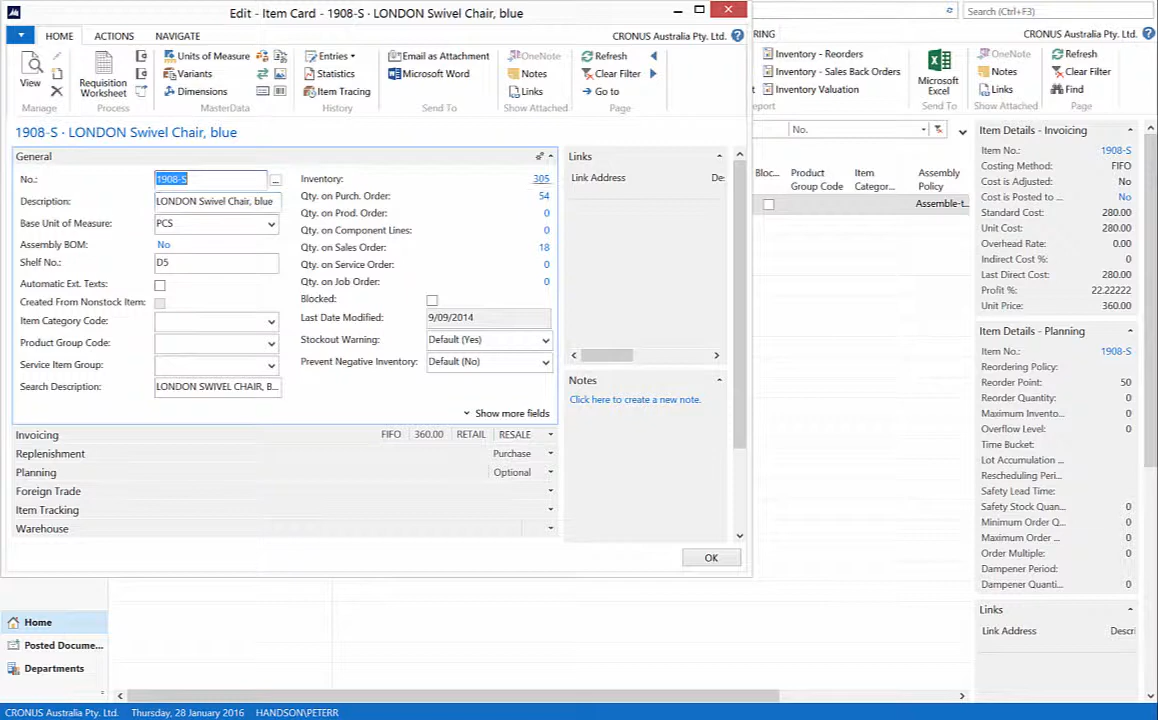 Edit - Item Card - 1908-S · LONDON Swivel Chair, blue
Search (Ctrl+F3)
HOME ACTIONS NAVIGATE
CRONUS Australia Pty. Ltd.
RING
CRONUS Australia Pty. Ltd.
View
Requisition
Worksheet
Units of Measure
Variants
Dimensions
Entries
Statistics
Item Tracing
Email as Attachment
Microsoft Word
OneNote
Notes
Links
Refresh
Clear Filter
Go to
Manage Process MasterData History Send To Show Attached Page
Inventory - Reorders
Inventory - Sales Back Orders
Inventory Valuation
Microsoft
Excel
OneNote
Notes
Links
Refresh
Clear Filter
Find
eport Send To Show Attached Page
1908-S · LONDON Swivel Chair, blue
General
No.: 1908-S
Description: LONDON Swivel Chair, blue
Base Unit of Measure: PCS
Assembly BOM: No
Shelf No.: D5
Automatic Ext. Texts:
Created From Nonstock Item:
Item Category Code:
Product Group Code:
Service Item Group:
Search Description: LONDON SWIVEL CHAIR, B...
Inventory: 305
Qty. on Purch. Order: 54
Qty. on Prod. Order: 0
Qty. on Component Lines: 0
Qty. on Sales Order: 18
Qty. on Service Order: 0
Qty. on Job Order: 0
Blocked:
Last Date Modified: 9/09/2014
Stockout Warning: Default (Yes)
Prevent Negative Inventory: Default (No)
Show more fields
Invoicing FIFO 360.00 RETAIL RESALE
Replenishment Purchase
Planning Optional
Foreign Trade
Item Tracking
Warehouse
Links
Link Address De
Notes
Click here to create a new note.
OK
No.
Bloc... Product
Group Code
Item
Categor...
Assembly
Policy
Assemble-t...
Item Details - Invoicing
Item No.: 1908-S
Costing Method: FIFO
Cost is Adjusted: No
Cost is Posted to ... No
Standard Cost: 280.00
Unit Cost: 280.00
Overhead Rate: 0.00
Indirect Cost %: 0
Last Direct Cost: 280.00
Profit %: 22.22222
Unit Price: 360.00
Item Details - Planning
Item No.: 1908-S
Reordering Policy:
Reorder Point: 50
Reorder Quantity: 0
Maximum Invento... 0
Overflow Level: 0
Time Bucket:
Lot Accumulation ...
Rescheduling Peri...
Safety Lead Time:
Safety Stock Quan... 0
Minimum Order Q... 0
Maximum Order ... 0
Order Multiple: 0
Dampener Period:
Dampener Quanti... 0
Links
Link Address Descri
Home
Posted Docume...
Departments
CRONUS Australia Pty. Ltd. Thursday, 28 January 2016 HANDSON\PETERR